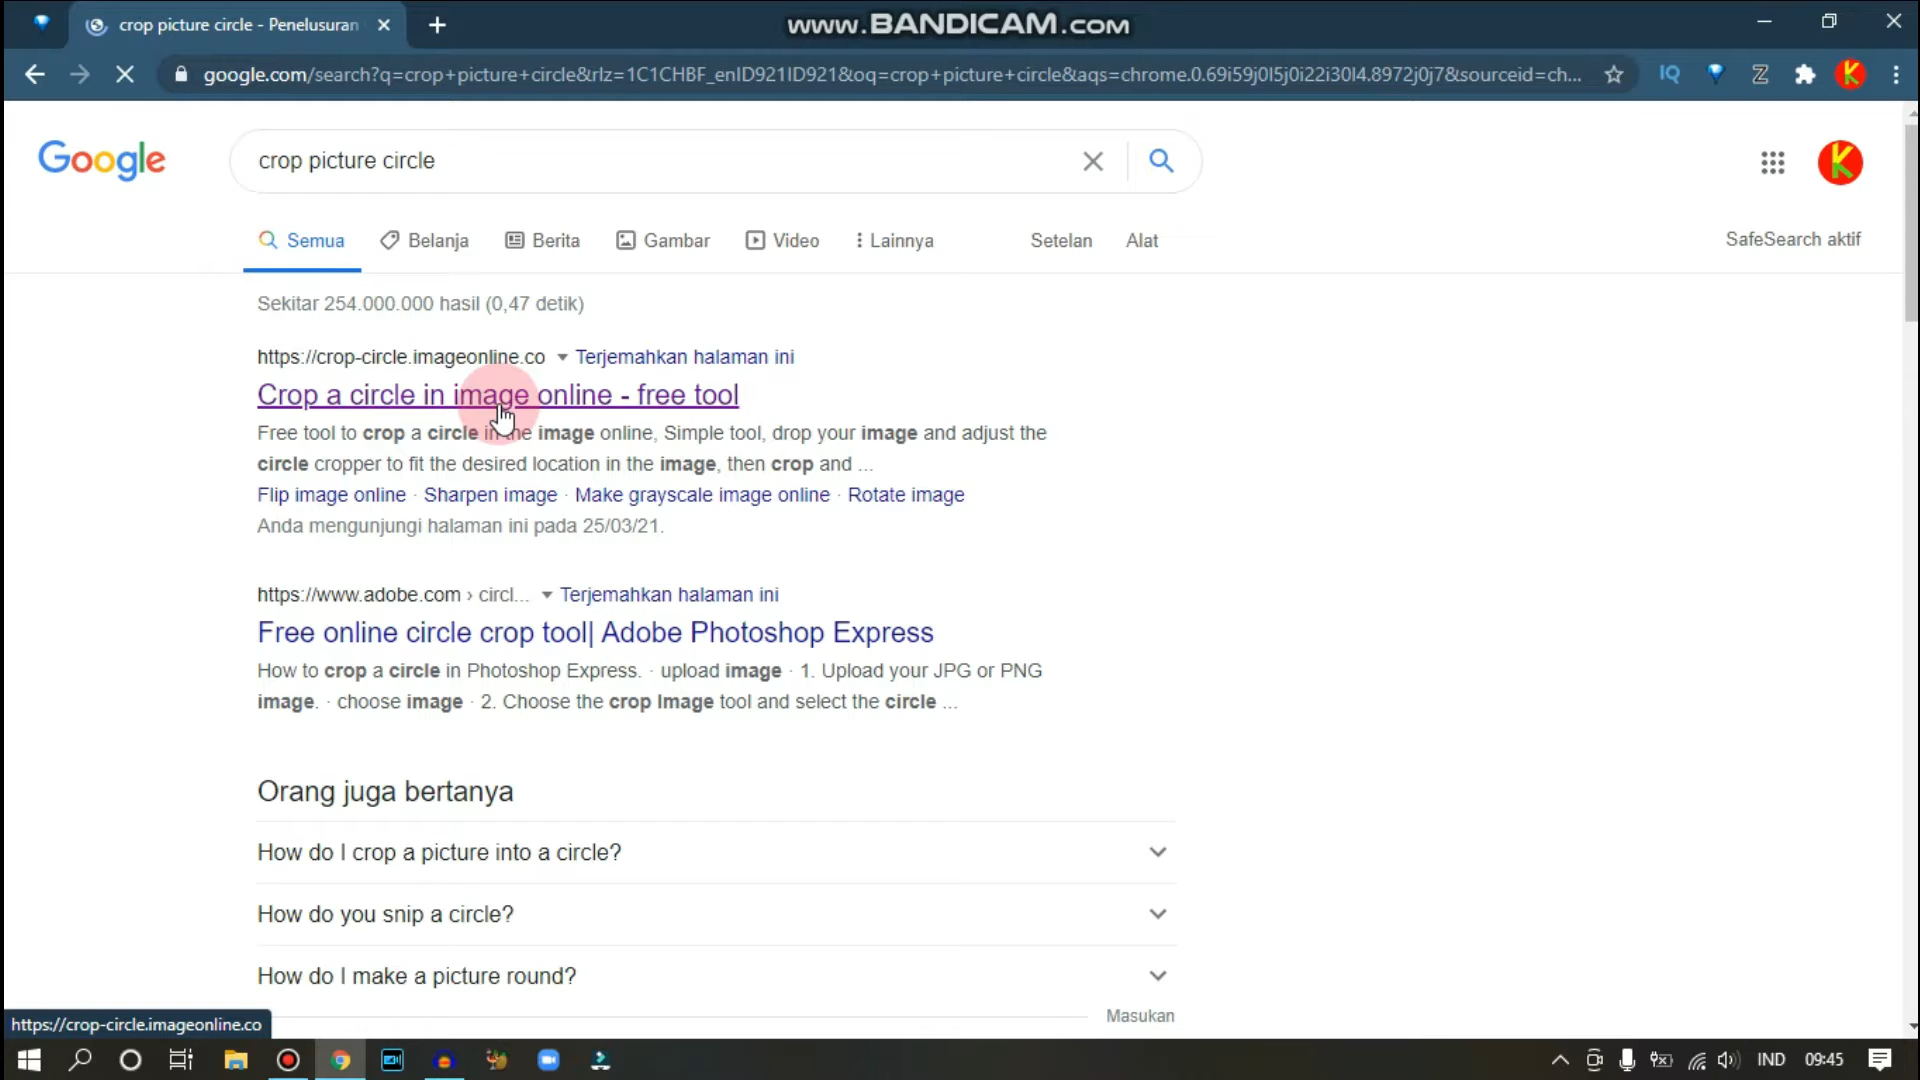 www.BANDICAM.com
crop picture circle - Penelusuran
google.com/search?q=crop+picture+circle&rlz=1C1CHBF_enID921ID921&oq=crop+picture+circle&aqs=chrome.0.69i59j0l5j0i22i30l4.8972j0j7&sourceid=ch...
IQ
Z
K
Google
crop picture circle
K
Semua
Belanja
Berita
Gambar
Video
Lainnya
Setelan
Alat
SafeSearch aktif
Sekitar 254.000.000 hasil (0,47 detik)
https://crop-circle.imageonline.co Terjemahkan halaman ini
Crop a circle in image online - free tool
Free tool to crop a circle in the image online, Simple tool, drop your image and adjust the
circle cropper to fit the desired location in the image, then crop and ...
Flip image online · Sharpen image · Make grayscale image online · Rotate image
Anda mengunjungi halaman ini pada 25/03/21.
https://www.adobe.com › circl... Terjemahkan halaman ini
Free online circle crop tool| Adobe Photoshop Express
How to crop a circle in Photoshop Express. · upload image · 1. Upload your JPG or PNG
image. · choose image · 2. Choose the crop Image tool and select the circle ...
Orang juga bertanya
How do I crop a picture into a circle?
How do you snip a circle?
How do I make a picture round?
Masukan
https://crop-circle.imageonline.co
IND
09:45